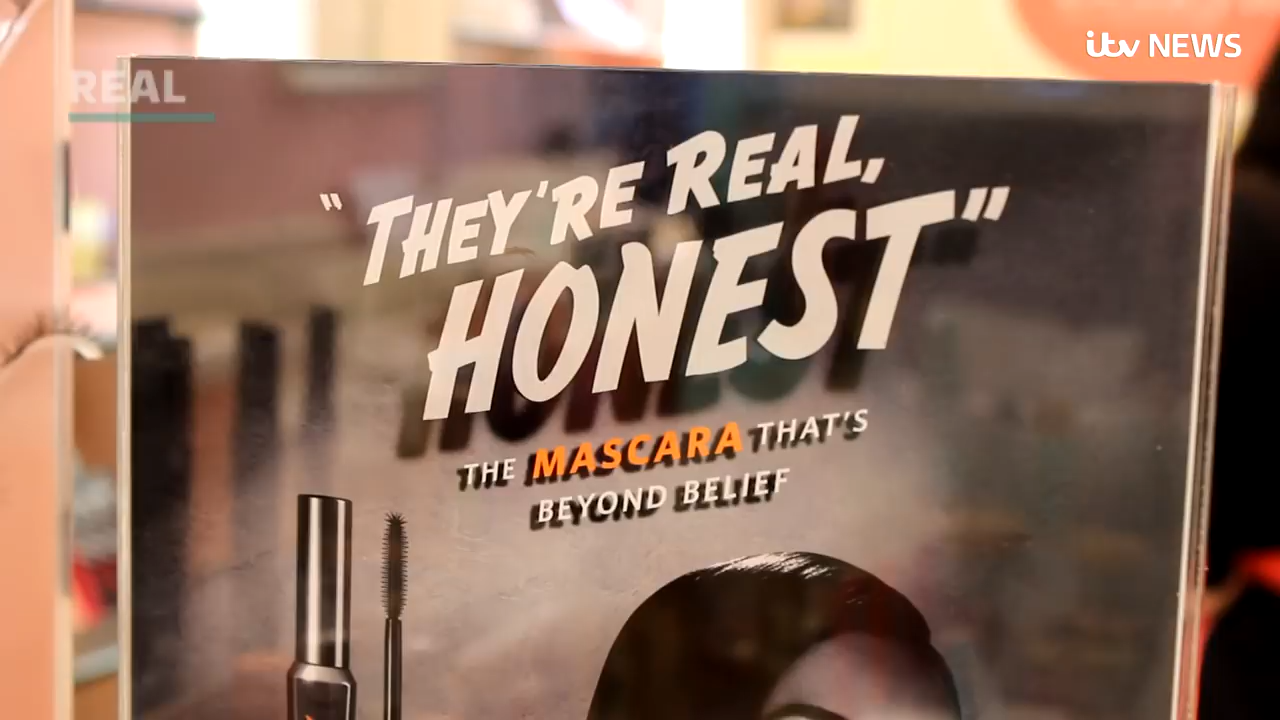 REAL
itv NEWS
"THEY'RE REAL,
HONEST"
THE MASCARA THAT'S
BEYOND BELIEF